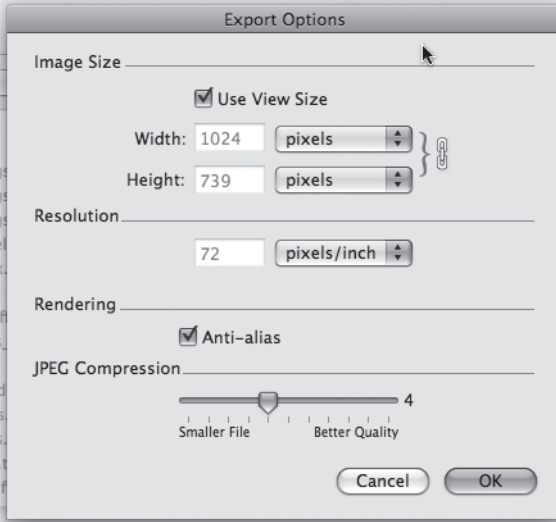 Export Options
Image Size
Use View Size
Width: 1024 pixels
Height: 739 pixels
Resolution
72 pixels/inch
Rendering
Anti-alias
JPEG Compression
4
Smaller File Better Quality
Cancel OK